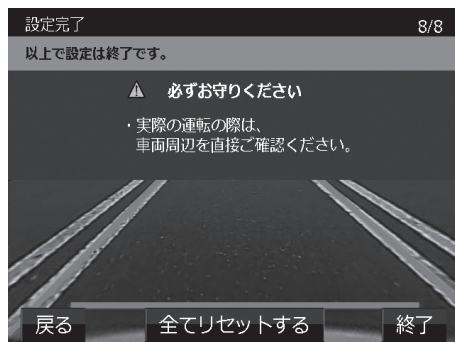 設定完了 8/8
以上で設定は終了です。
⚠ 必ずお守りください
・実際の運転の際は、
車両周辺を直接ご確認ください。
戻る 全てリセットする 終了